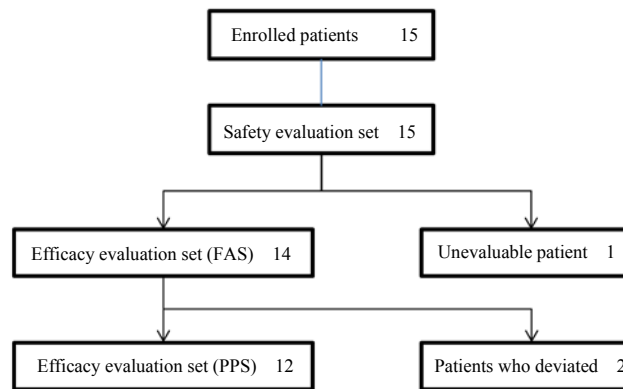 Enrolled patients 15
Safety evaluation set 15
Efficacy evaluation set (FAS) 14
Unevaluable patient 1
Efficacy evaluation set (PPS) 12
Patients who deviated 2